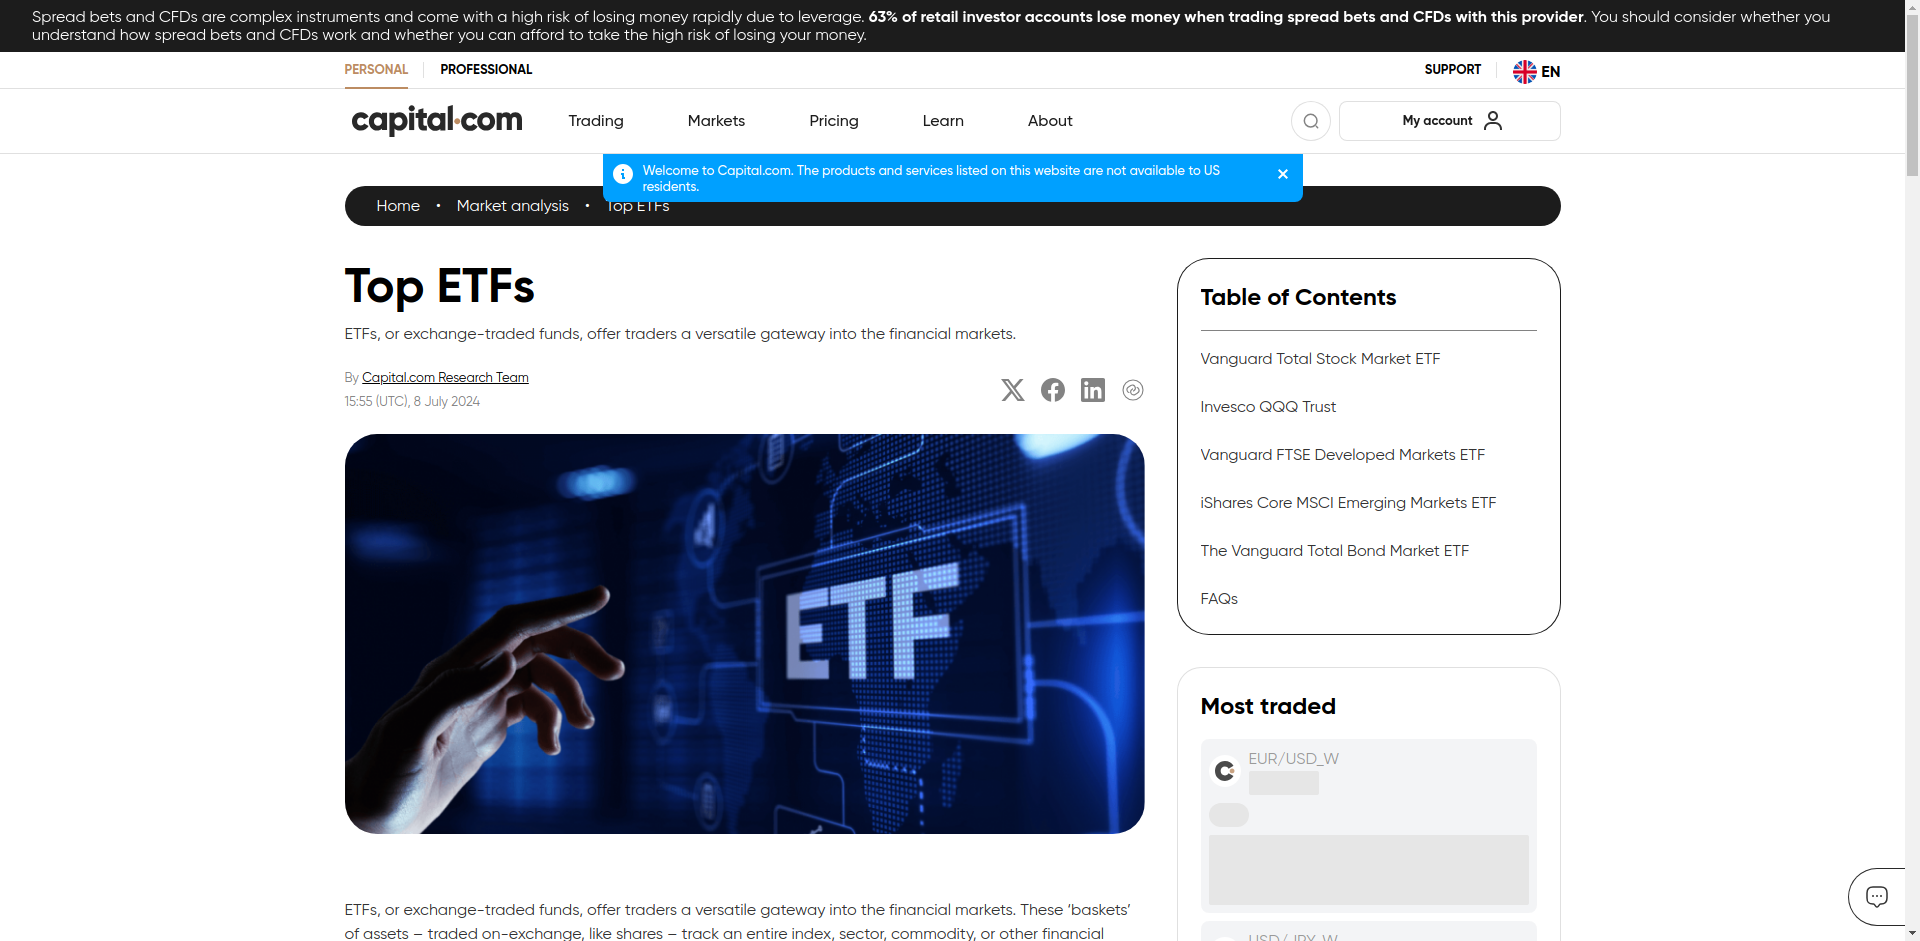 Spread bets and CFDs are complex instruments and come with a high risk of losing money rapidly due to leverage. 63% of retail investor accounts lose money when trading spread bets and CFDs with this provider. You should consider whether you
understand how spread bets and CFDs work and whether you can afford to take the high risk of losing your money.
PERSONAL PROFESSIONAL SUPPORT EN
capital.com Trading Markets Pricing Learn About My account
Welcome to Capital.com. The products and services listed on this website are not available to US
residents.
Home • Market analysis • Top ETFs
Top ETFs
ETFs, or exchange-traded funds, offer traders a versatile gateway into the financial markets.
By Capital.com Research Team
15:55 (UTC), 8 July 2024
ETF
ETFs, or exchange-traded funds, offer traders a versatile gateway into the financial markets. These ‘baskets’
of assets – traded on-exchange, like shares – track an entire index, sector, commodity, or other financial
Table of Contents
Vanguard Total Stock Market ETF
Invesco QQQ Trust
Vanguard FTSE Developed Markets ETF
iShares Core MSCI Emerging Markets ETF
The Vanguard Total Bond Market ETF
FAQs
Most traded
EUR/USD_W
USD/JPY_W